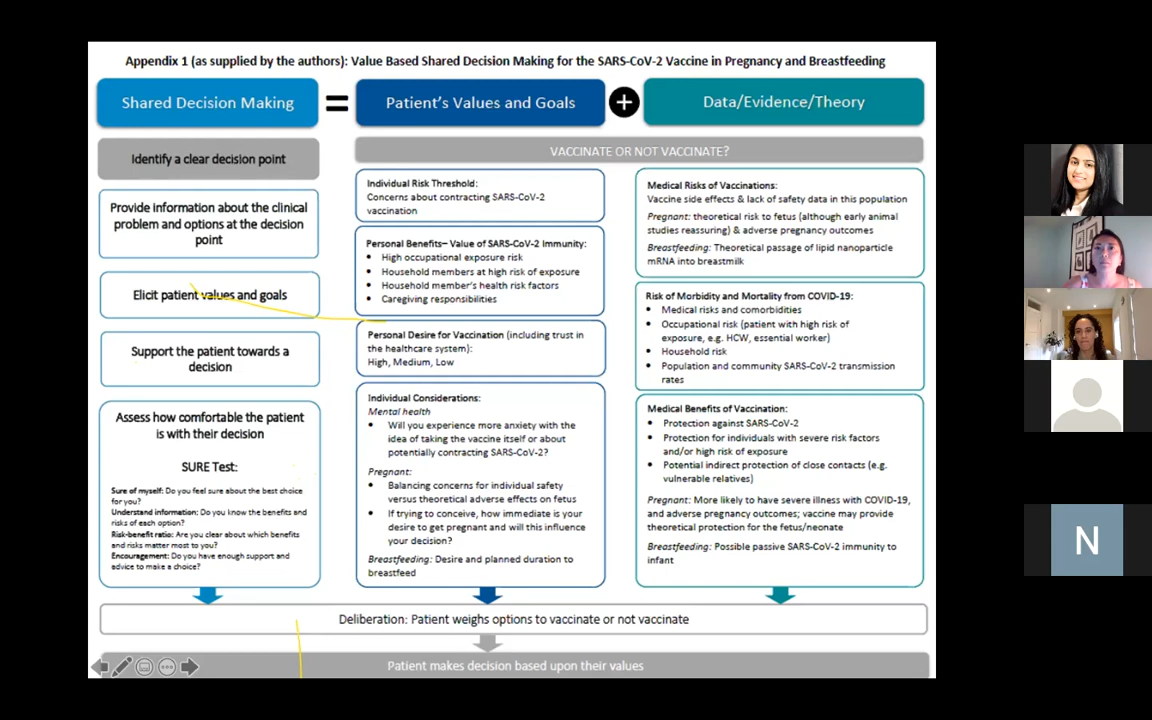 Appendix 1 (as supplied by the authors): Value Based Shared Decision Making for the SARS-CoV-2 Vaccine in Pregnancy and Breastfeeding
Shared Decision Making
=
Patient's Values and Goals
+
Data/Evidence/Theory
Identify a clear decision point
Provide information about the clinical
problem and options at the decision
point
Elicit patient values and goals
Support the patient towards a
decision
Assess how comfortable the patient
is with their decision
SURE Test:
Sure of myself: Do you feel sure about the best choice
for you?
Understand information: Do you know the benefits and
risks of each option?
Risk-benefit ratio: Are you clear about which benefits
and risks matter most to you?
Encouragement: Do you have enough support and
advice to make a choice?
VACCINATE OR NOT VACCINATE?
Individual Risk Threshold:
Concerns about contracting SARS-CoV-2
vaccination
Personal Benefits– Value of SARS-CoV-2 Immunity:
• High occupational exposure risk
• Household members at high risk of exposure
• Household member's health risk factors
• Caregiving responsibilities
Personal Desire for Vaccination (including trust in
the healthcare system):
High, Medium, Low
Individual Considerations:
Mental health
• Will you experience more anxiety with the
idea of taking the vaccine itself or about
potentially contracting SARS-CoV-2?
Pregnant:
• Balancing concerns for individual safety
versus theoretical adverse effects on fetus
• If trying to conceive, how immediate is your
desire to get pregnant and will this influence
your decision?
Breastfeeding: Desire and planned duration to
breastfeed
Medical Risks of Vaccinations:
Vaccine side effects & lack of safety data in this population
Pregnant: theoretical risk to fetus (although early animal
studies reassuring) & adverse pregnancy outcomes
Breastfeeding: Theoretical passage of lipid nanoparticle
mRNA into breastmilk
Risk of Morbidity and Mortality from COVID-19:
• Medical risks and comorbidities
• Occupational risk (patient with high risk of
exposure, e.g. HCW, essential worker)
• Household risk
• Population and community SARS-CoV-2 transmission
rates
Medical Benefits of Vaccination:
• Protection against SARS-CoV-2
• Protection for individuals with severe risk factors
and/or high risk of exposure
• Potential indirect protection of close contacts (e.g.
vulnerable relatives)
Pregnant: More likely to have severe illness with COVID-19,
and adverse pregnancy outcomes; vaccine may provide
theoretical protection for the fetus/neonate
Breastfeeding: Possible passive SARS-CoV-2 immunity to
infant
Deliberation: Patient weighs options to vaccinate or not vaccinate
Patient makes decision based upon their values
N